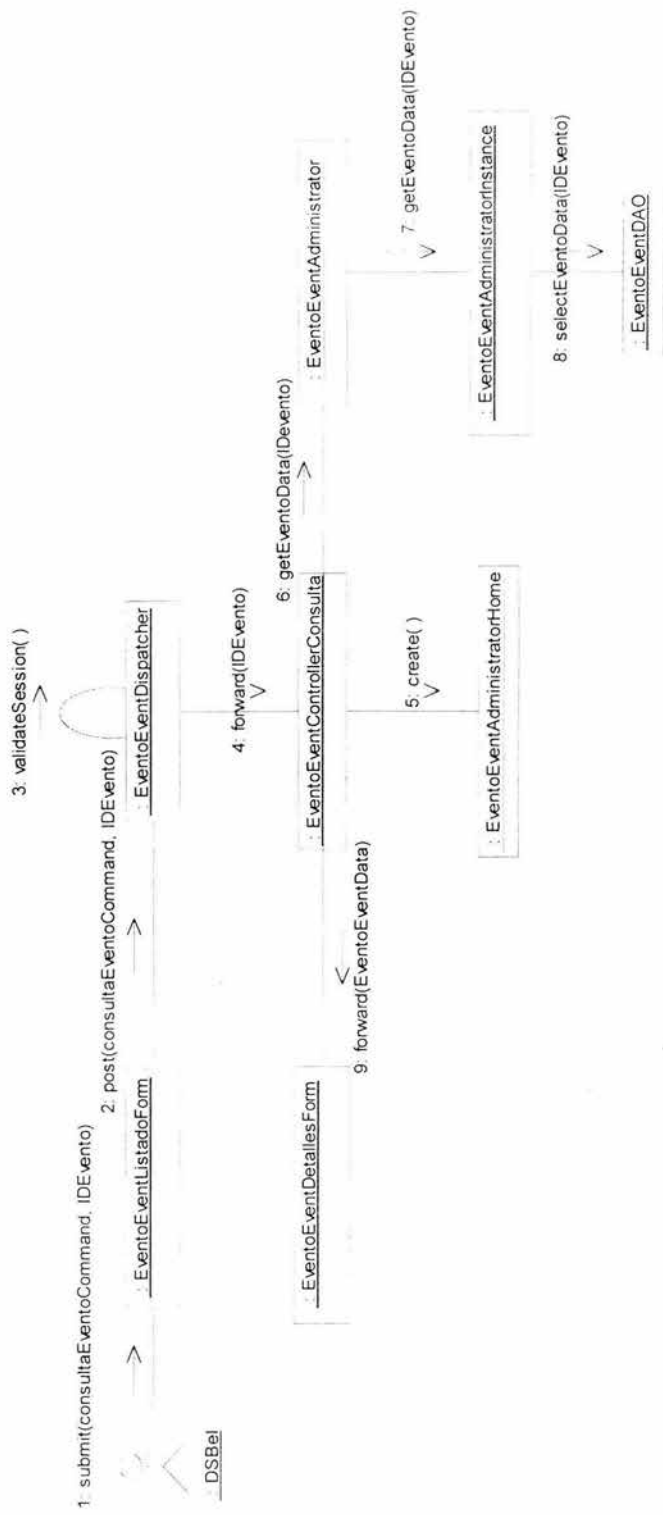 3: validateSession( )
1: submit(consultaEventoCommand, IDEvento)
2: post(consultaEventoCommand, IDEvento)
: DSBel
: EventoEventListadoForm
: EventoEventDispatcher
4: forward(IDEvento)
6: getEventoData(IDevento)
: EventoEventDetallesForm
: EventoEventControllerConsulta
: EventoEventAdministrator
9: forward(EventoEventData)
5: create( )
7: getEventoData(IDEvento)
: EventoEventAdministratorHome
: EventoEventAdministratorInstance
8: selectEventoData(IDEvento)
: EventoEventDAO